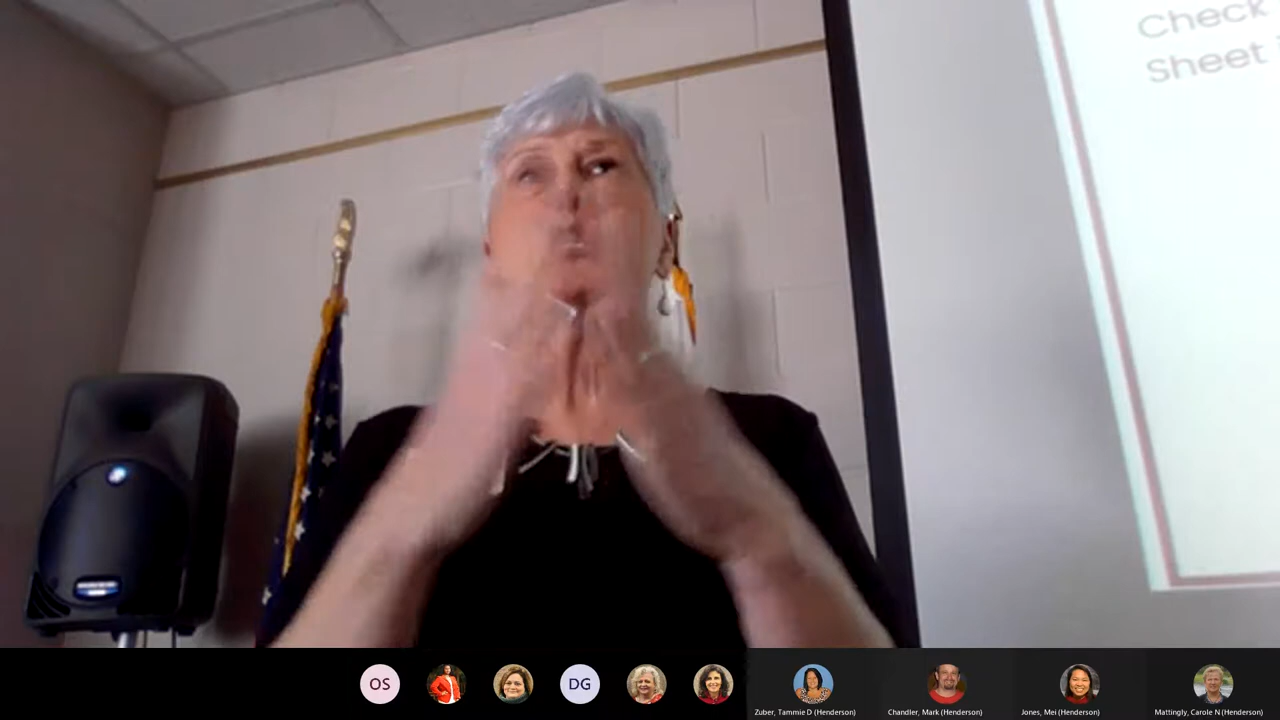 Check
Sheet
OS
DG
Zuber, Tammie D (Henderson)
Chandler, Mark (Henderson)
Jones, Mei (Henderson)
Mattingly, Carole N (Henderson)